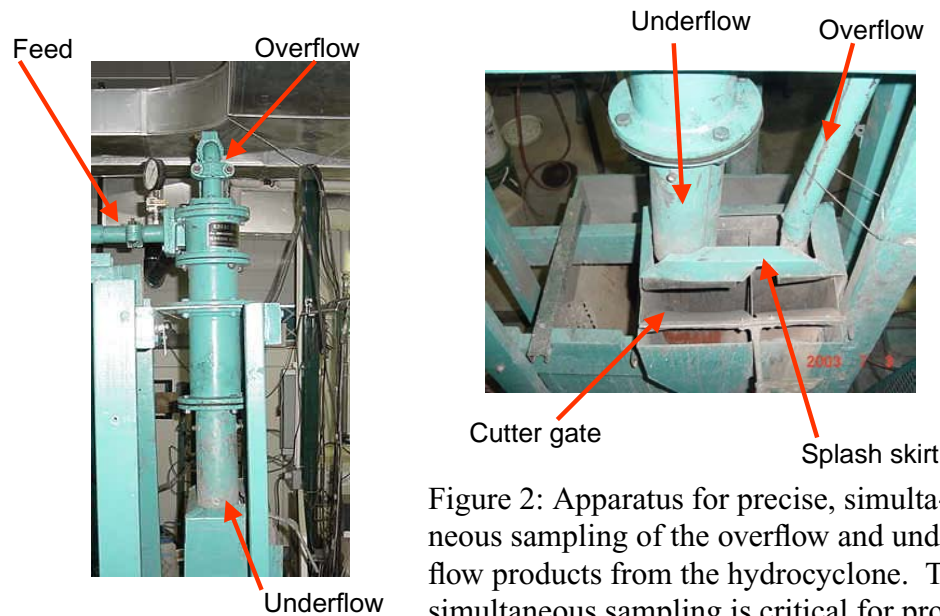 Feed
Overflow
Underflow
Underflow
Overflow
2003
Cutter gate
Splash skirt
Figure 2: Apparatus for precise, simulta-
neous sampling of the overflow and und
flow products from the hydrocyclone. T
simultaneous sampling is critical for pro